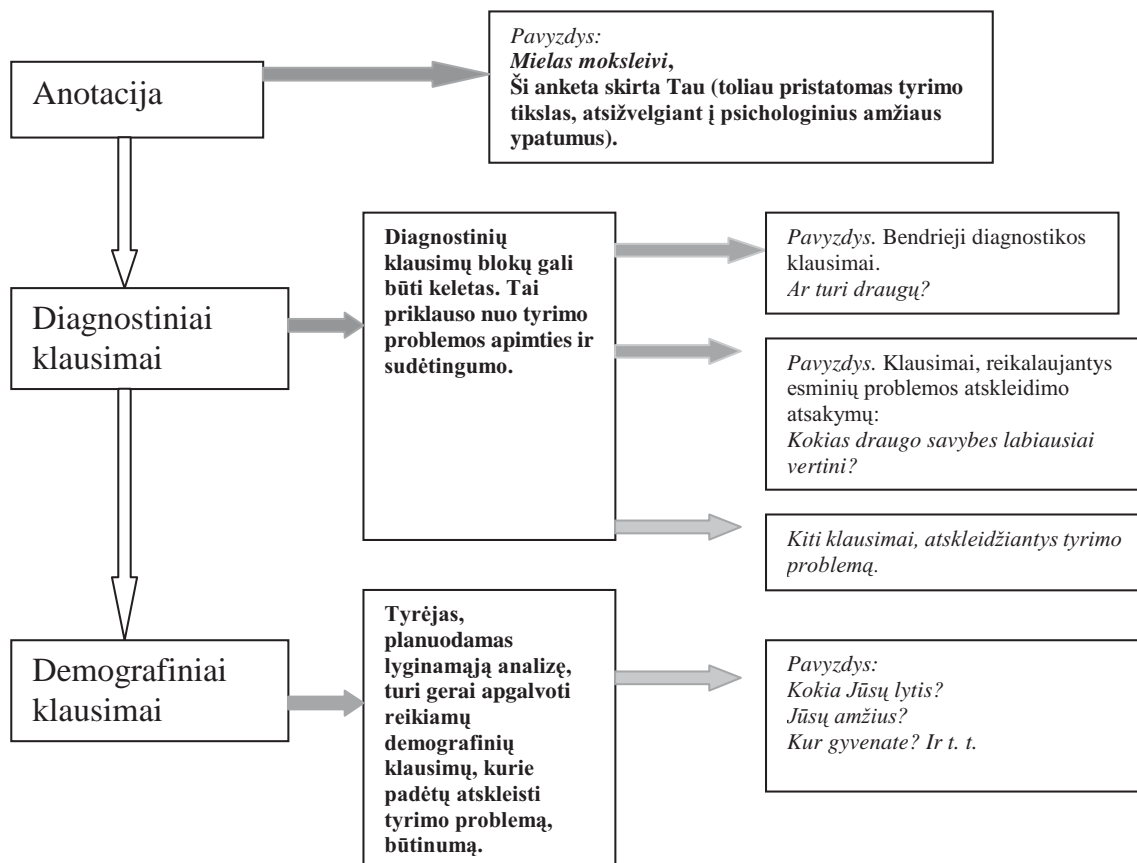 Anotacija
Pavyzdys:
Mielas moksleivi,
Ši anketa skirta Tau (toliau pristatomas tyrimo
tikslas, atsižvelgiant į psichologinius amžiaus
ypatumus).
Diagnostiniai
klausimai
Diagnostinių
klausimų blokų gali
būti keletas. Tai
priklauso nuo tyrimo
problemos apimties ir
sudėtingumo.
Pavyzdys. Bendrieji diagnostikos
klausimai.
Ar turi draugų?
Pavyzdys. Klausimai, reikalaujantys
esminių problemos atskleidimo
atsakymų:
Kokias draugo savybes labiausiai
vertini?
Kiti klausimai, atskleidžiantys tyrimo
problemą.
Demografiniai
klausimai
Tyrėjas,
planuodamas
lyginamąją analizę,
turi gerai apgalvoti
reikiamų
demografinių
klausimų, kurie
padėtų atskleisti
tyrimo problemą,
būtinumą.
Pavyzdys:
Kokia Jūsų lytis?
Jūsų amžius?
Kur gyvenate? Ir t. t.